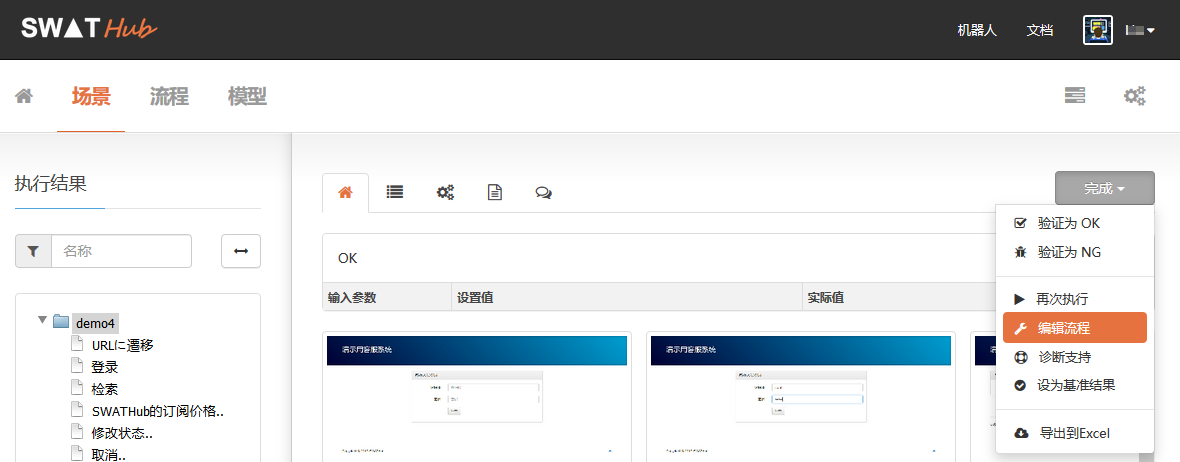 SWAT Hub
机器人 文档
场景 流程 模型
执行结果
完成
名称
验证为 OK
验证为 NG
OK
再次执行
输入参数 设置值 实际值
编辑流程
诊断支持
设为基准结果
导出到Excel
demo4
URLに遷移
登录
检索
SWATHub的订阅价格..
修改状态..
取消..
演示用客服系统
演示用客服系统